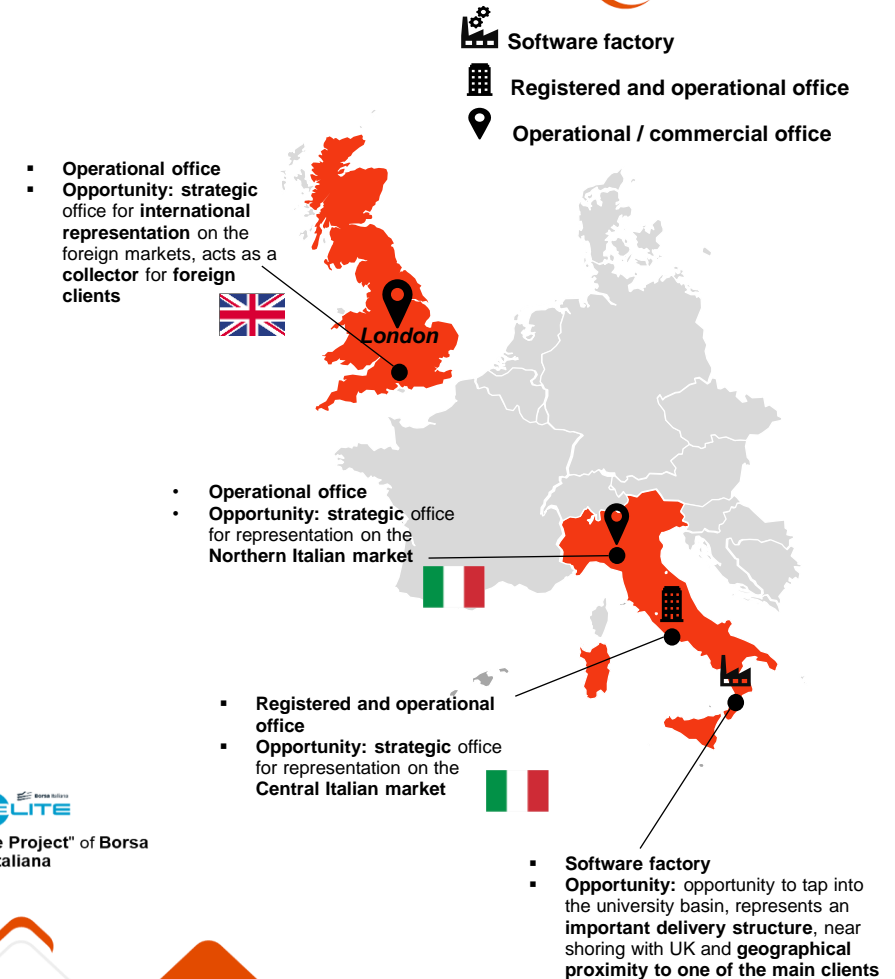 Software factory
Registered and operational office
Operational / commercial office
▪ Operational office
▪ Opportunity: strategic
office for international
representation on the
foreign markets, acts as a
collector for foreign
clients
London
• Operational office
• Opportunity: strategic office
for representation on the
Northern Italian market
▪ Registered and operational
office
▪ Opportunity: strategic office
for representation on the
Central Italian market
Borsa Italiana
ELITE
Project" of Borsa
▪ Software factory
▪ Opportunity: opportunity to tap into
the university basin, represents an
important delivery structure, near
shoring with UK and geographical
proximity to one of the main clients